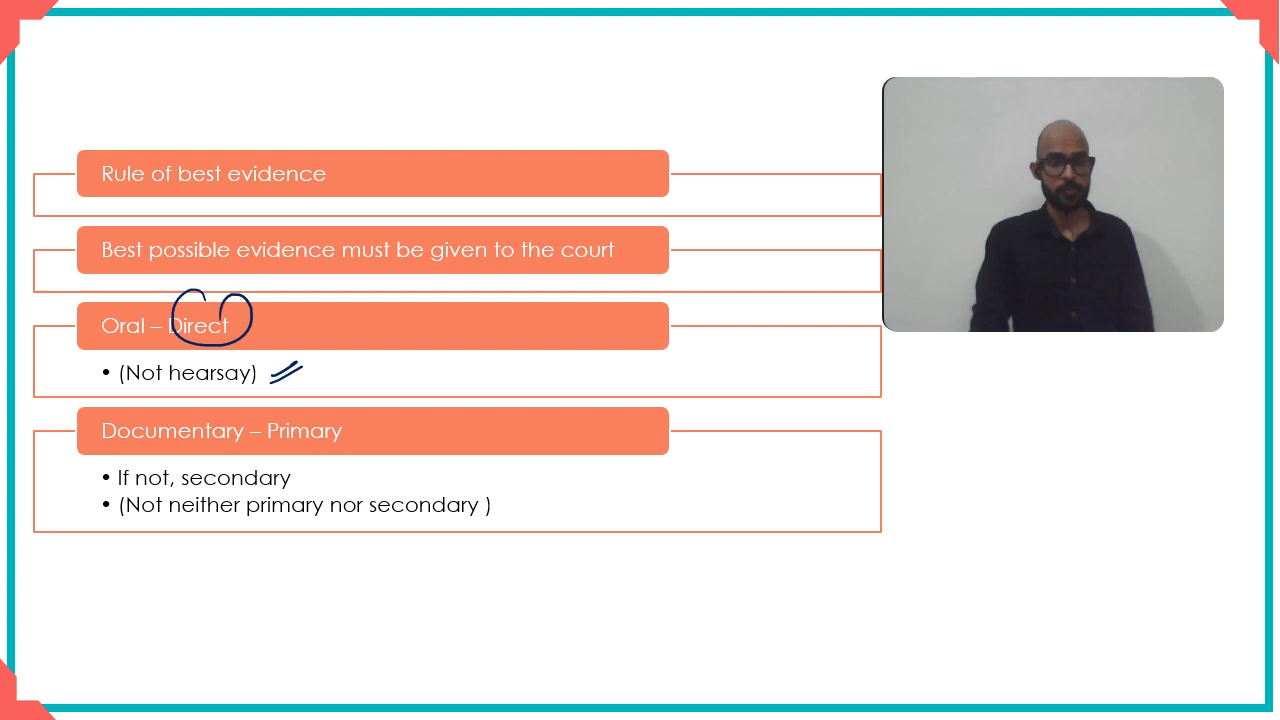 Rule of best evidence
Best possible evidence must be given to the court
Oral – Direct
• (Not hearsay)
Documentary – Primary
• If not, secondary
• (Not neither primary nor secondary )